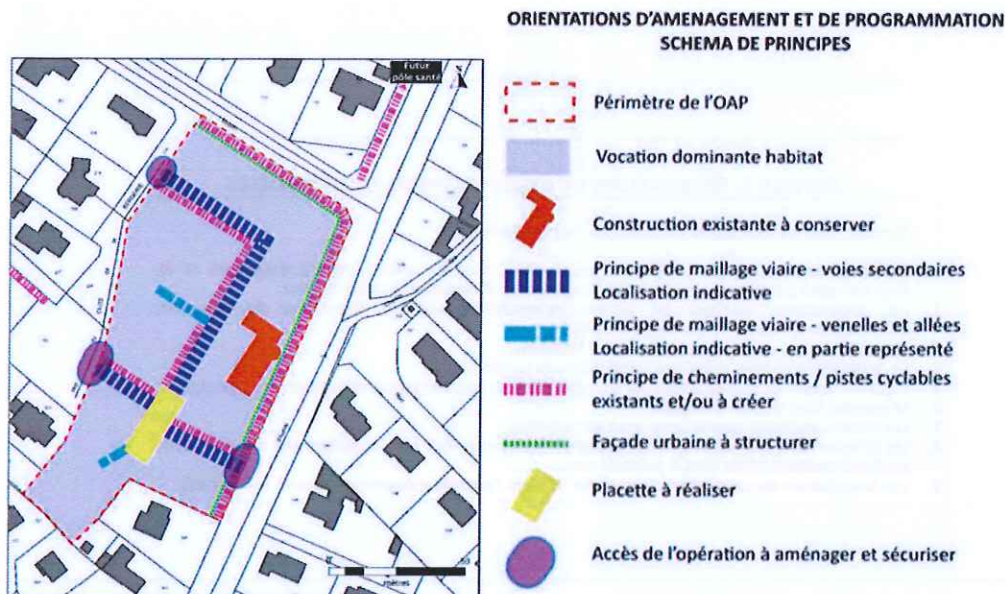 ORIENTATIONS D'AMENAGEMENT ET DE PROGRAMMATION
SCHEMA DE PRINCIPES
Futur
pôle santé
Périmètre de l'OAP
Vocation dominante habitat
Construction existante à conserver
Principe de maillage viaire - voies secondaires
Localisation indicative
Principe de maillage viaire - venelles et allées
Localisation indicative - en partie représenté
Principe de cheminements / pistes cyclables
existants et/ou à créer
Façade urbaine à structurer
Placette à réaliser
Accès de l'opération à aménager et sécuriser
mètres